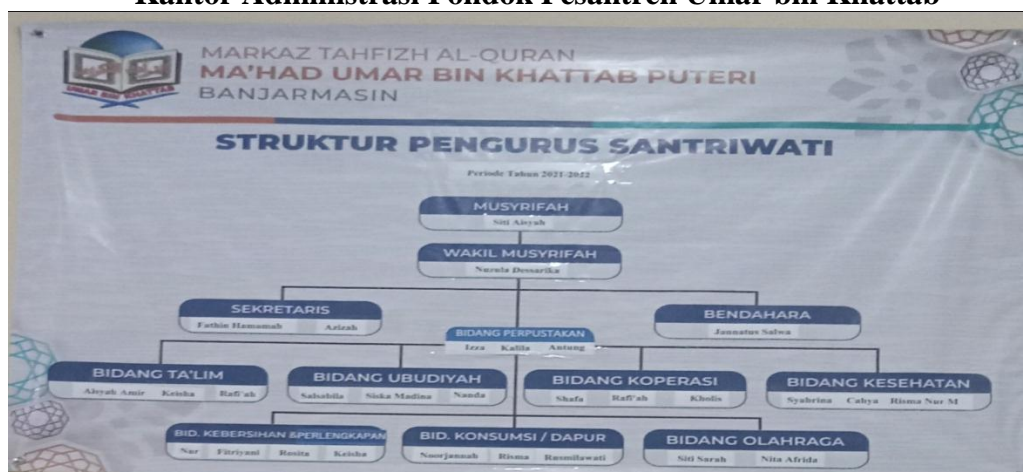 Kantor Administrasi Pondok Pesantren Umar bin Khattab
MARKAZ TAHFIZH AL-QURAN
MA'HAD UMAR BIN KHATTAB PUTERI
BANJARMASIN
UMAR BIN KHATTAB
STRUKTUR PENGURUS SANTRIWATI
Periode Tahun 2021-2022
MUSYRIFAH
Siti Aisyah
WAKIL MUSYRIFAH
Nurula Dessarika
SEKRETARIS
Fathin Hamamah Azizah
BENDAHARA
Jannatus Salwa
BIDANG PERPUSTAKAN
Izza Kalila Antung
BIDANG TA'LIM
Aisyah Amir Keisha Rafi'ah
BIDANG UBUDIYAH
Salsabila Siska Madina Nanda
BIDANG KOPERASI
Shafa Rafi'ah Kholis
BIDANG KESEHATAN
Syabrina Cahya Risma Nur M
BID. KEBERSIHAN &PERLENGKAPAN
Nur Fitriyani Rosita Keisha
BID. KONSUMSI / DAPUR
Noorjannah Risma Rusmilawati
BIDANG OLAHRAGA
Siti Sarah Nita Afrida